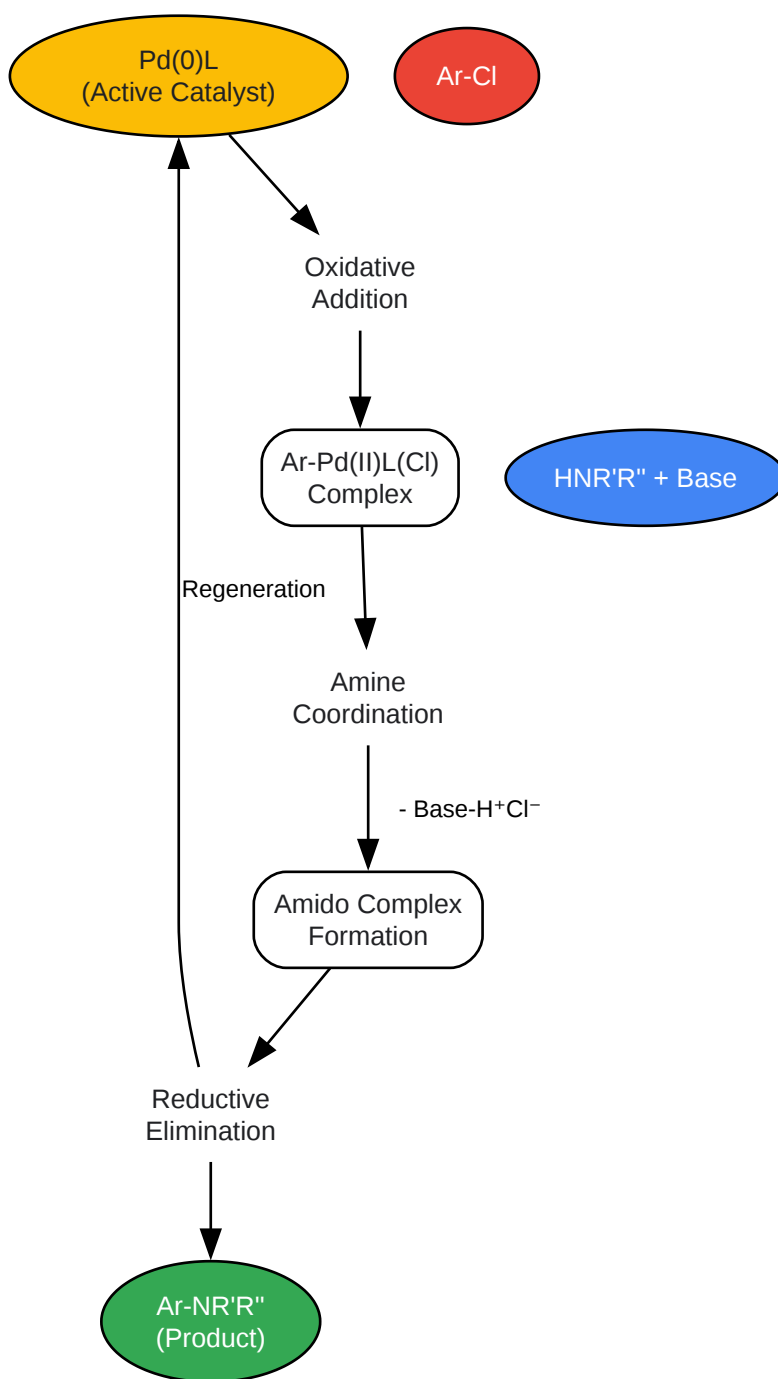 Pd(0)L
(Active Catalyst)
Ar-Cl
Oxidative
Addition
Ar-Pd(II)L(Cl)
Complex
HNR'R" + Base
Regeneration
Amine
Coordination
- Base-H⁺Cl⁻
Amido Complex
Formation
Reductive
Elimination
Ar-NR'R"
(Product)